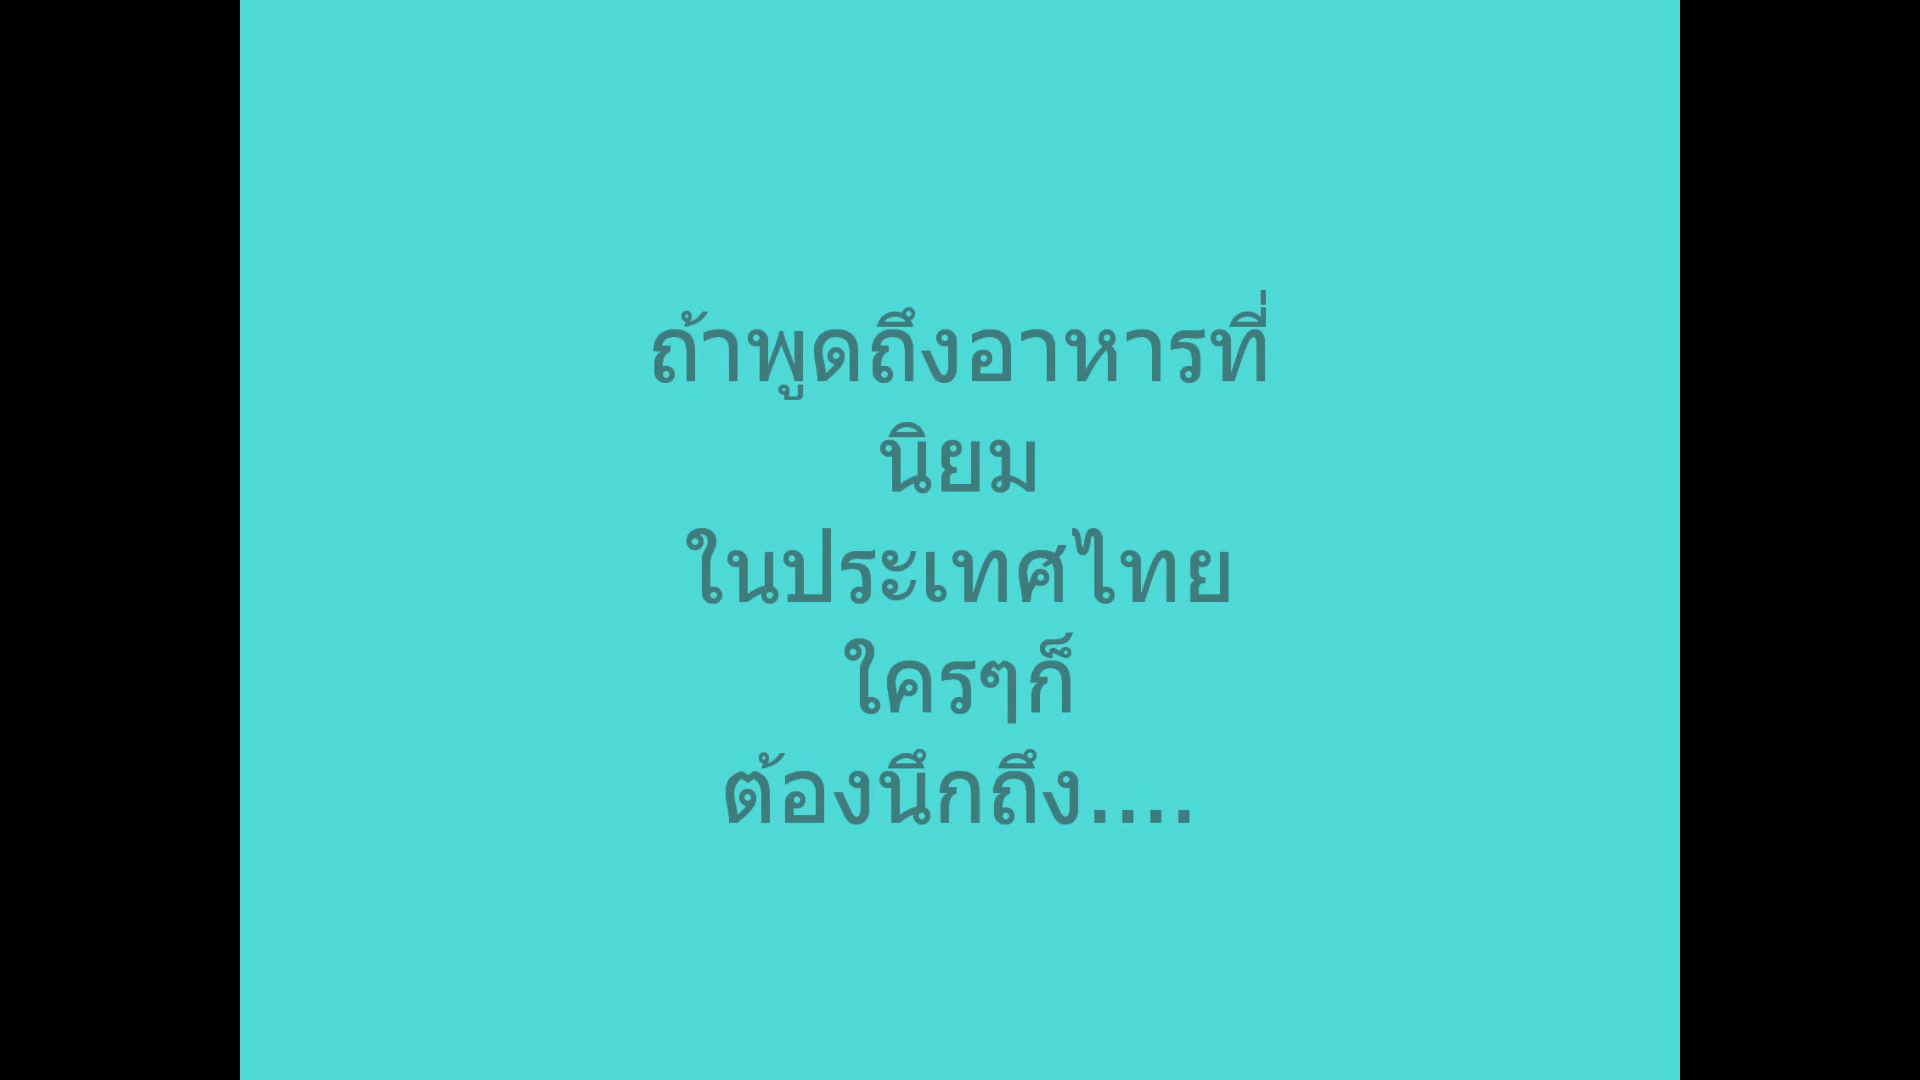 ถ้าพูดถึงอาหารที่
นิยม
ในประเทศไทย
ใครๆก็
ต้องนึกถึง....